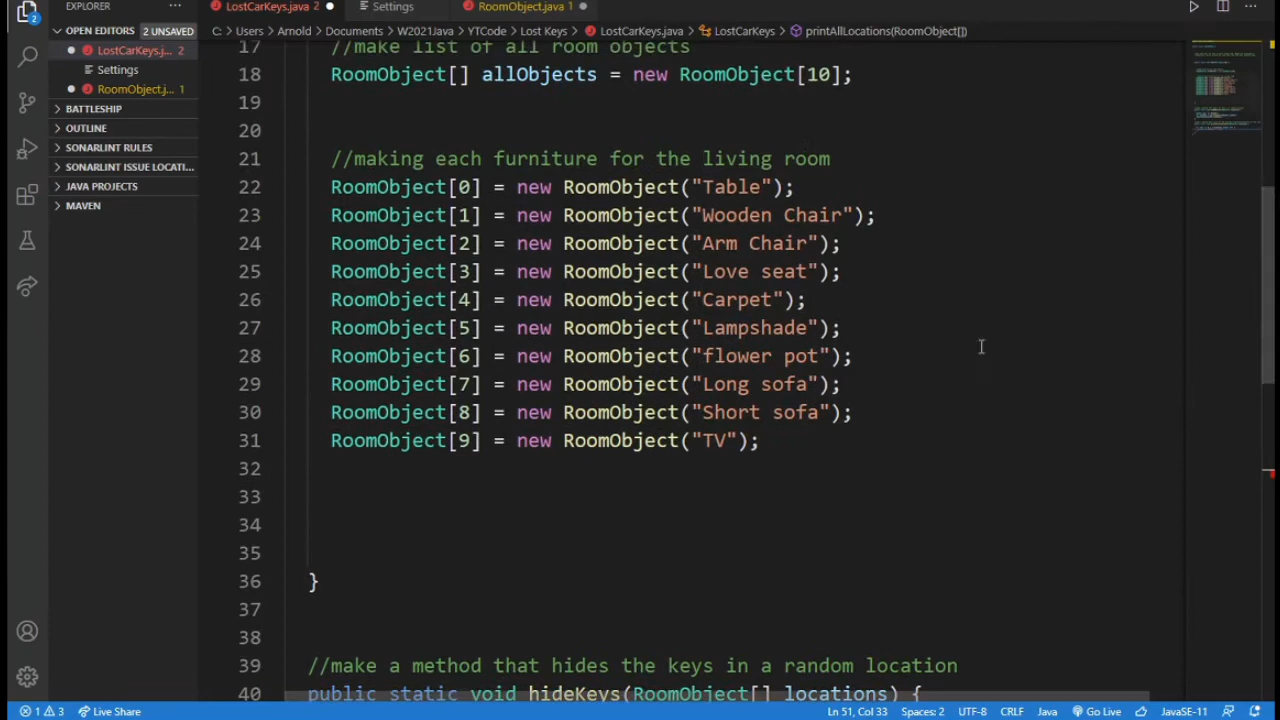 EXPLORER
LostCarKeys.java 2
Settings
RoomObject.java 1
OPEN EDITORS 2 UNSAVED
C: > Users > Arnold > Documents > W2021Java > YTCode > Lost Keys > LostCarKeys.java > LostCarKeys > printAllLocations(RoomObject[])
LostCarKeys.j... 2
Settings
RoomObject.j... 1
BATTLESHIP
OUTLINE
SONARLINT RULES
SONARLINT ISSUE LOCATI...
JAVA PROJECTS
MAVEN
17 //make list of all room objects
18 RoomObject[] allObjects = new RoomObject[10];
19
20
21 //making each furniture for the living room
22 RoomObject[0] = new RoomObject("Table");
23 RoomObject[1] = new RoomObject("Wooden Chair");
24 RoomObject[2] = new RoomObject("Arm Chair");
25 RoomObject[3] = new RoomObject("Love seat");
26 RoomObject[4] = new RoomObject("Carpet");
27 RoomObject[5] = new RoomObject("Lampshade");
28 RoomObject[6] = new RoomObject("flower pot");
29 RoomObject[7] = new RoomObject("Long sofa");
30 RoomObject[8] = new RoomObject("Short sofa");
31 RoomObject[9] = new RoomObject("TV");
32
33
34
35
36 }
37
38
39 //make a method that hides the keys in a random location
40 public static void hideKeys(RoomObject[] locations) {
1 3 Live Share Ln 51, Col 33 Spaces: 2 UTF-8 CRLF Java Go Live JavaSE-11